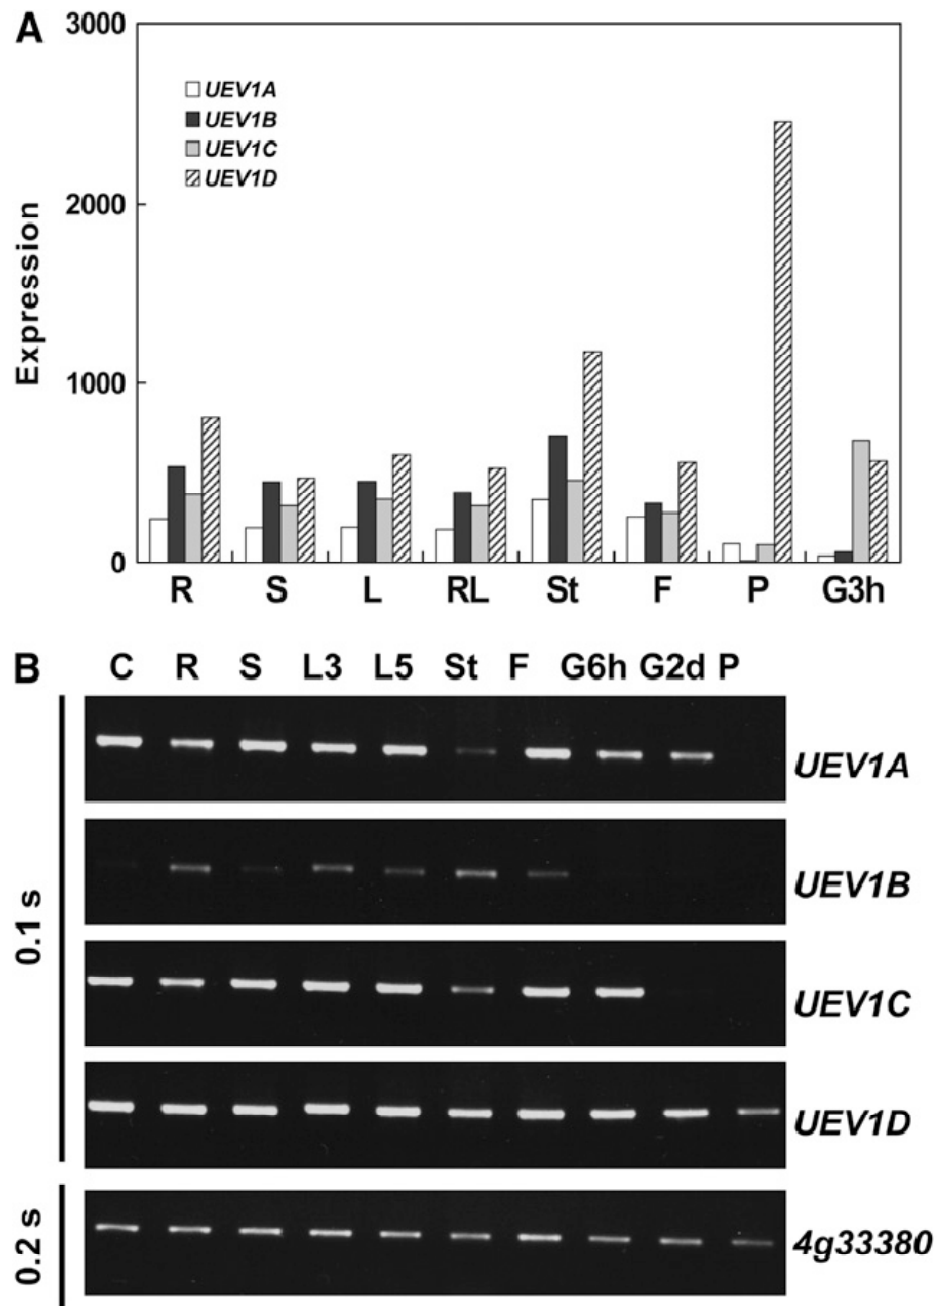 A
3000
2000
1000
0
Expression
UEV1A
UEV1B
UEV1C
UEV1D
R S L RL St F P G3h
B
C R S L3 L5 St F G6h G2d P
0.1 s
UEV1A
UEV1B
UEV1C
UEV1D
0.2 s
4g33380